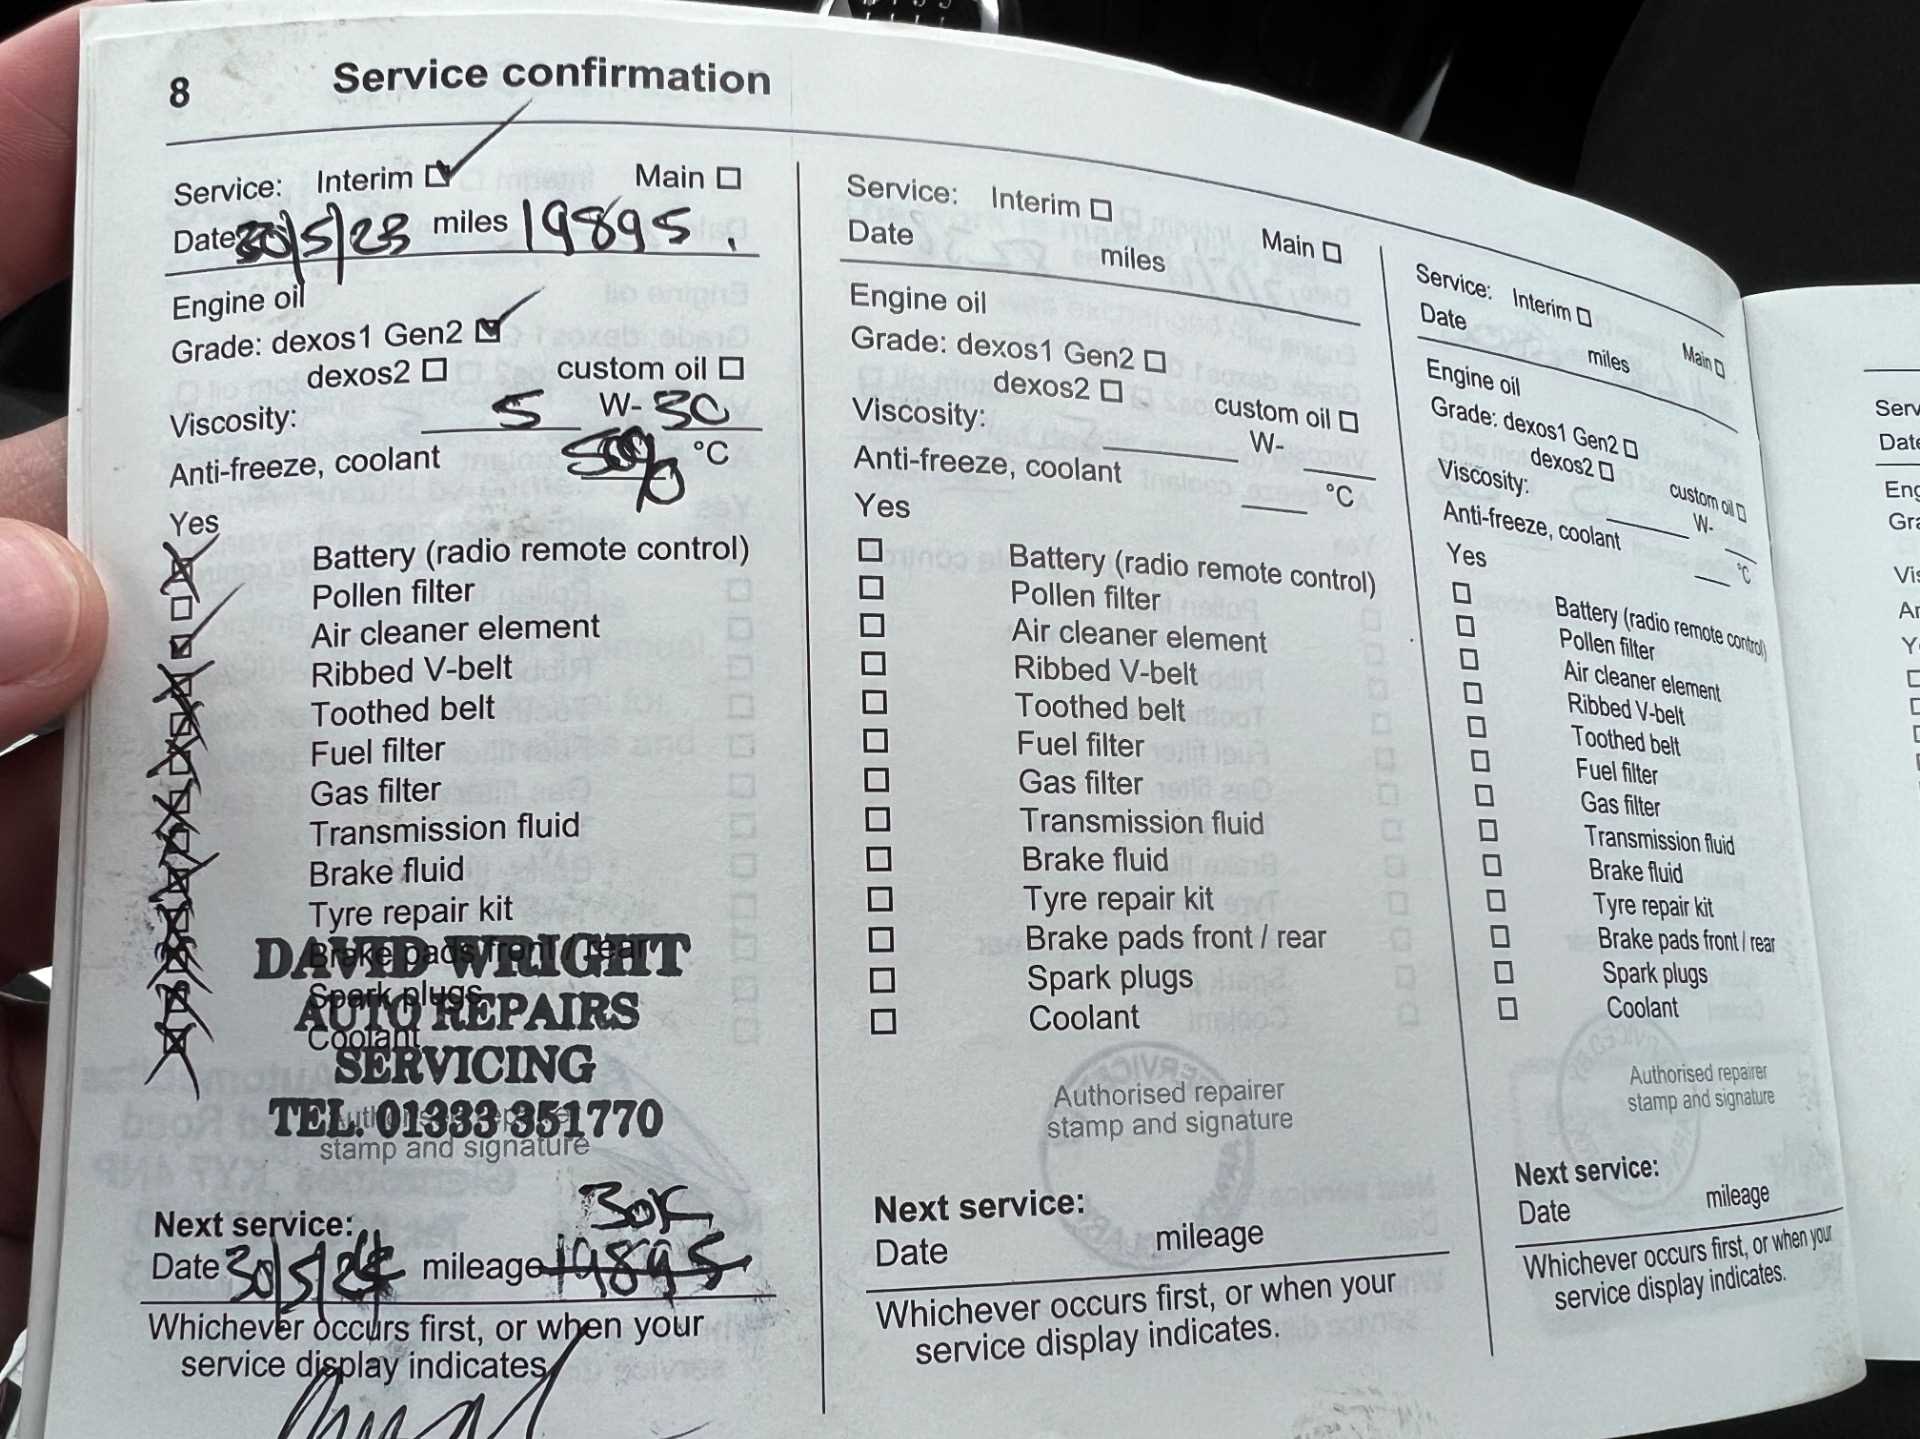 8 Service confirmation
Service: Interim Main
Date 30/5/23 miles 19895.
Engine oil
Grade: dexos1 Gen2
dexos2 custom oil
Viscosity: 5 W- 30
Anti-freeze, coolant 50% °C
Yes
Battery (radio remote control)
Pollen filter
Air cleaner element
Ribbed V-belt
Toothed belt
Fuel filter
Gas filter
Transmission fluid
Brake fluid
Tyre repair kit
Brake pads front / rear
DAVID WRIGHT
Spark plugs
AUTO REPAIRS
Coolant
SERVICING
TEL. 01333 351770
Authorised repairer
stamp and signature
30K
Next service:
Date 30/5/24 mileage 19895
Whichever occurs first, or when your
service display indicates.
Service: Interim Main
Date miles
Engine oil
Grade: dexos1 Gen2
dexos2 custom oil
Viscosity: W-
Anti-freeze, coolant °C
Yes
Battery (radio remote control)
Pollen filter
Air cleaner element
Ribbed V-belt
Toothed belt
Fuel filter
Gas filter
Transmission fluid
Brake fluid
Tyre repair kit
Brake pads front / rear
Spark plugs
Coolant
Authorised repairer
stamp and signature
Next service:
Date mileage
Whichever occurs first, or when your
service display indicates.
Service: Interim Main
Date miles
Engine oil
Grade: dexos1 Gen2
dexos2 custom oil
Viscosity: W-
Anti-freeze, coolant °C
Yes
Battery (radio remote control)
Pollen filter
Air cleaner element
Ribbed V-belt
Toothed belt
Fuel filter
Gas filter
Transmission fluid
Brake fluid
Tyre repair kit
Brake pads front / rear
Spark plugs
Coolant
Authorised repairer
stamp and signature
Next service:
Date mileage
Whichever occurs first, or when your
service display indicates.